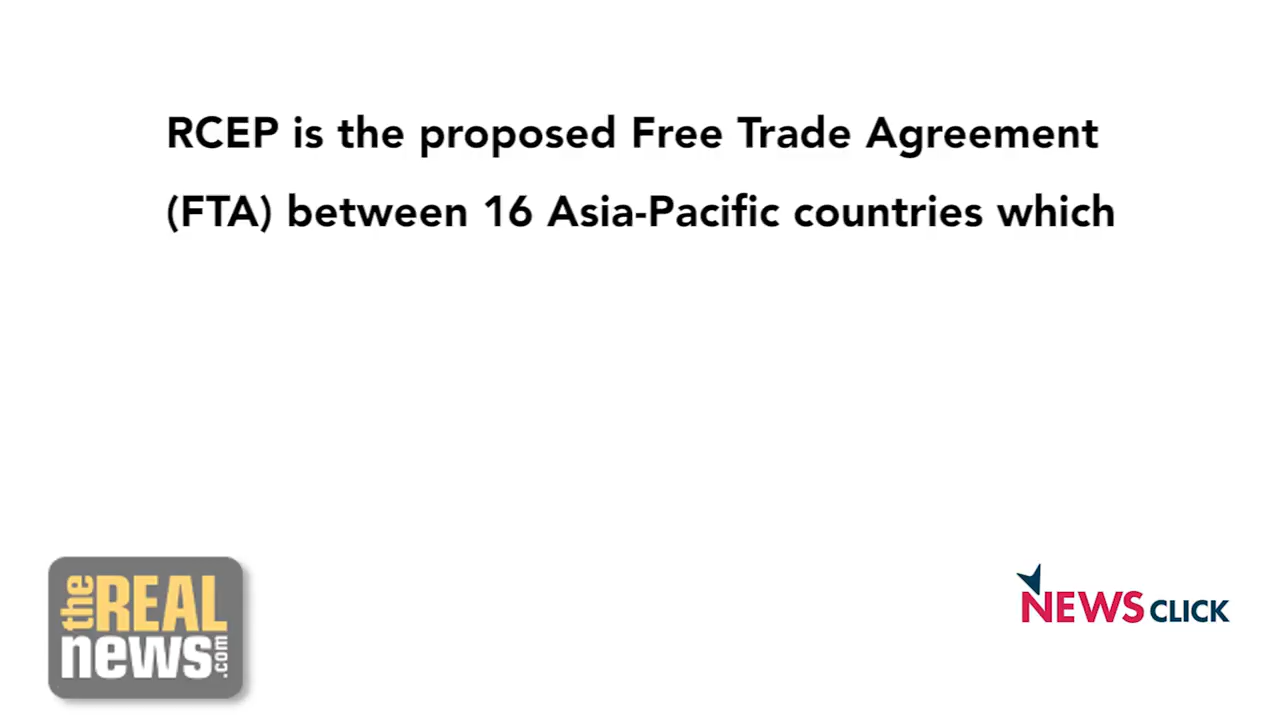 RCEP is the proposed Free Trade Agreement
(FTA) between 16 Asia-Pacific countries which
the REAL
news.com
NEWS CLICK